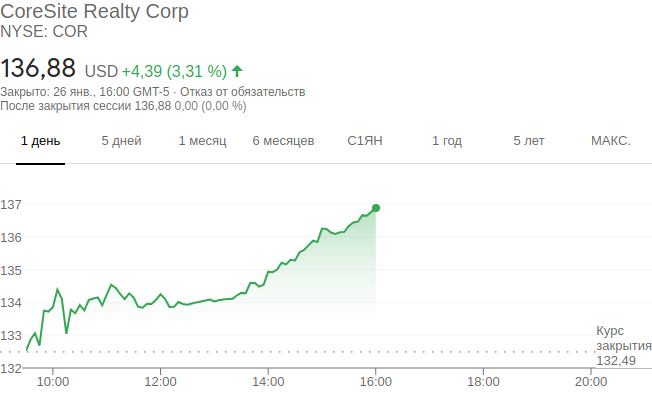 CoreSite Realty Corp
NYSE: COR
136,88 USD +4,39 (3,31 %)
Закрыто: 26 янв., 16:00 GMT-5 · Отказ от обязательств
После закрытия сессии 136,88 0,00 (0,00 %)
1 день 5 дней 1 месяц 6 месяцев С1ЯН 1 год 5 лет МАКС.
137
136
135
134
133
Курс
закрытия
132,49
132
10:00 12:00 14:00 16:00 18:00 20:00